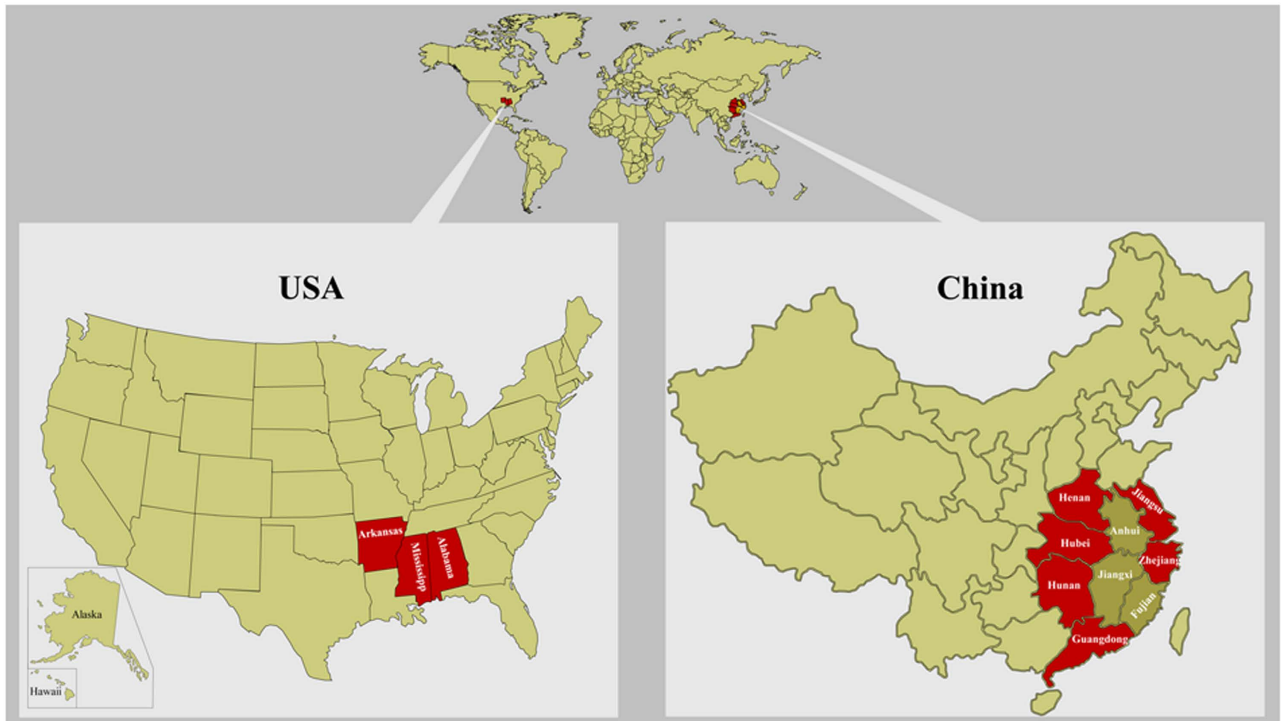 USA
Arkansas
Mississipp
Alabama
Alaska
Hawaii
China
Henan
Jiangsu
Anhui
Hubei
Zhejiang
Jiangxi
Hunan
Fujian
Guangdong